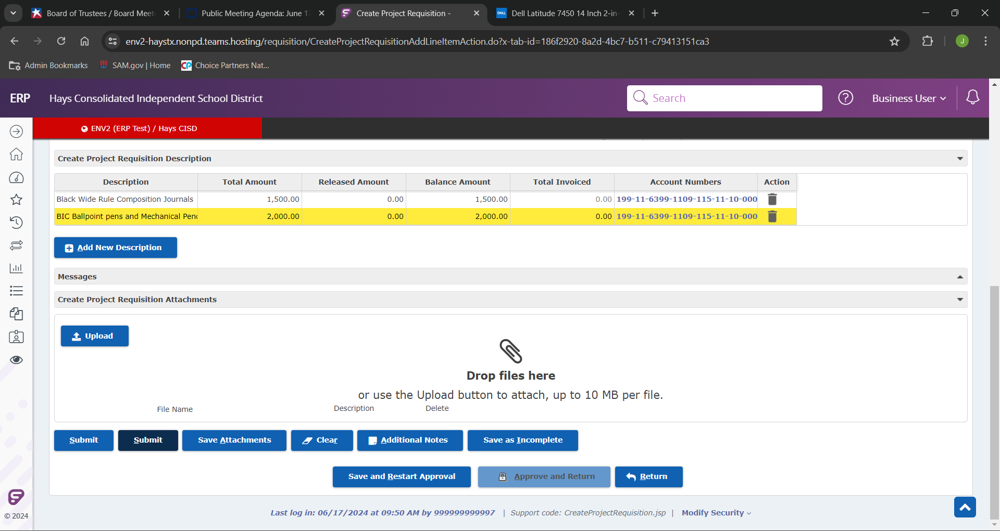 Board of Trustees / Board Meeti
Public Meeting Agenda: June 17
Create Project Requisition -
DELL
Dell Latitude 7450 14 Inch 2-in-
env2-haystx.nonpd.teams.hosting/requisition/CreateProjectRequisitionAddLineItemAction.do?x-tab-id=186f2920-8a2d-4bc7-b511-c79413151ca3
J
Admin Bookmarks
SAM.gov | Home
CP Choice Partners Nat...
ERP
Hays Consolidated Independent School District
Search
?
Business User
ENV2 (ERP Test) / Hays CISD
Create Project Requisition Description
Description Total Amount Released Amount Balance Amount Total Invoiced Account Numbers Action
Black Wide Rule Composition Journals 1,500.00 0.00 1,500.00 0.00 199-11-6399-1109-115-11-10-000
BIC Ballpoint pens and Mechanical Penc 2,000.00 0.00 2,000.00 0.00 199-11-6399-1109-115-11-10-000
Add New Description
Messages
Create Project Requisition Attachments
Upload
Drop files here
or use the Upload button to attach, up to 10 MB per file.
File Name Description Delete
Submit Submit Save Attachments Clear Additional Notes Save as Incomplete
Save and Restart Approval Approve and Return Return
© 2024
Last log in: 06/17/2024 at 09:50 AM by 999999999997 | Support code: CreateProjectRequisition.jsp | Modify Security